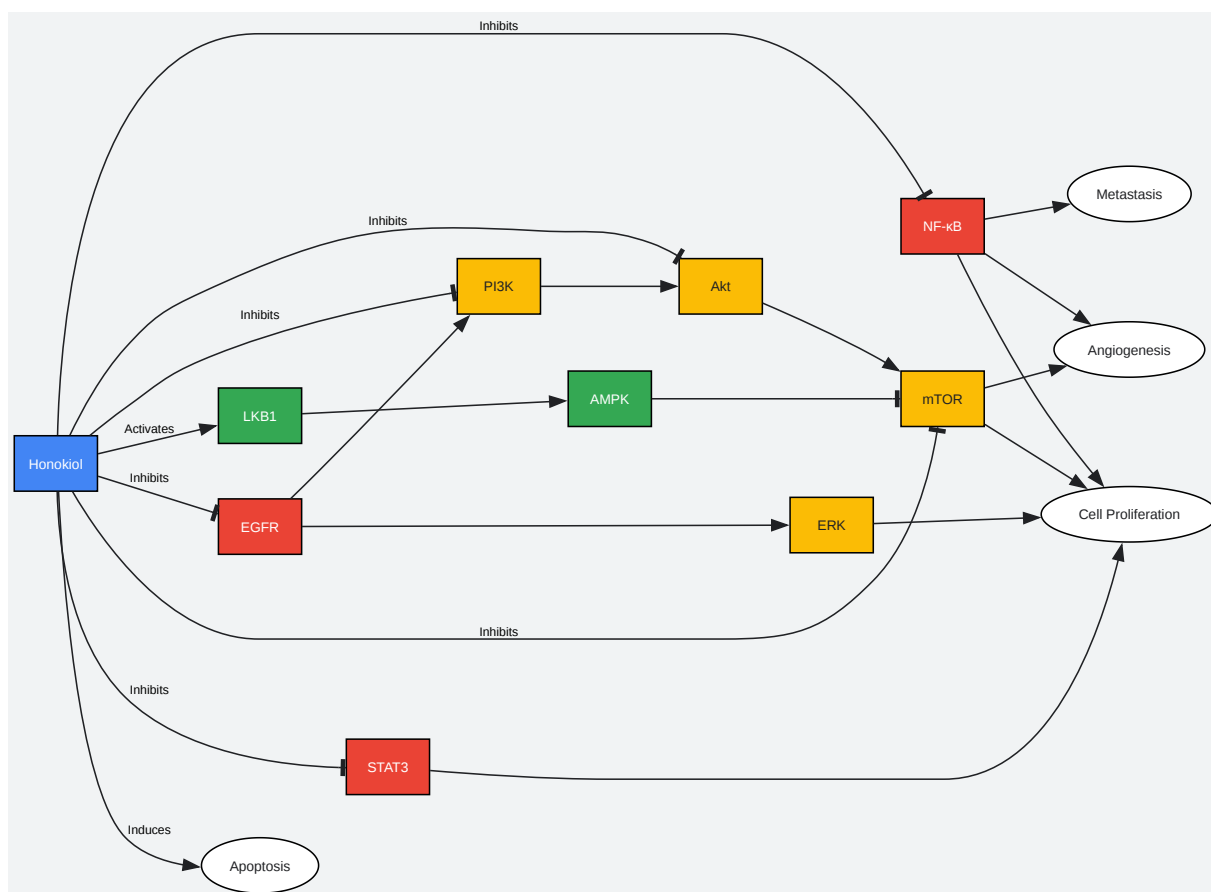 Inhibits
Metastasis
Inhibits
NF-κB
PI3K
Akt
Inhibits
Angiogenesis
LKB1
AMPK
mTOR
Activates
Honokiol
Inhibits
EGFR
ERK
Cell Proliferation
Inhibits
Inhibits
STAT3
Induces
Apoptosis